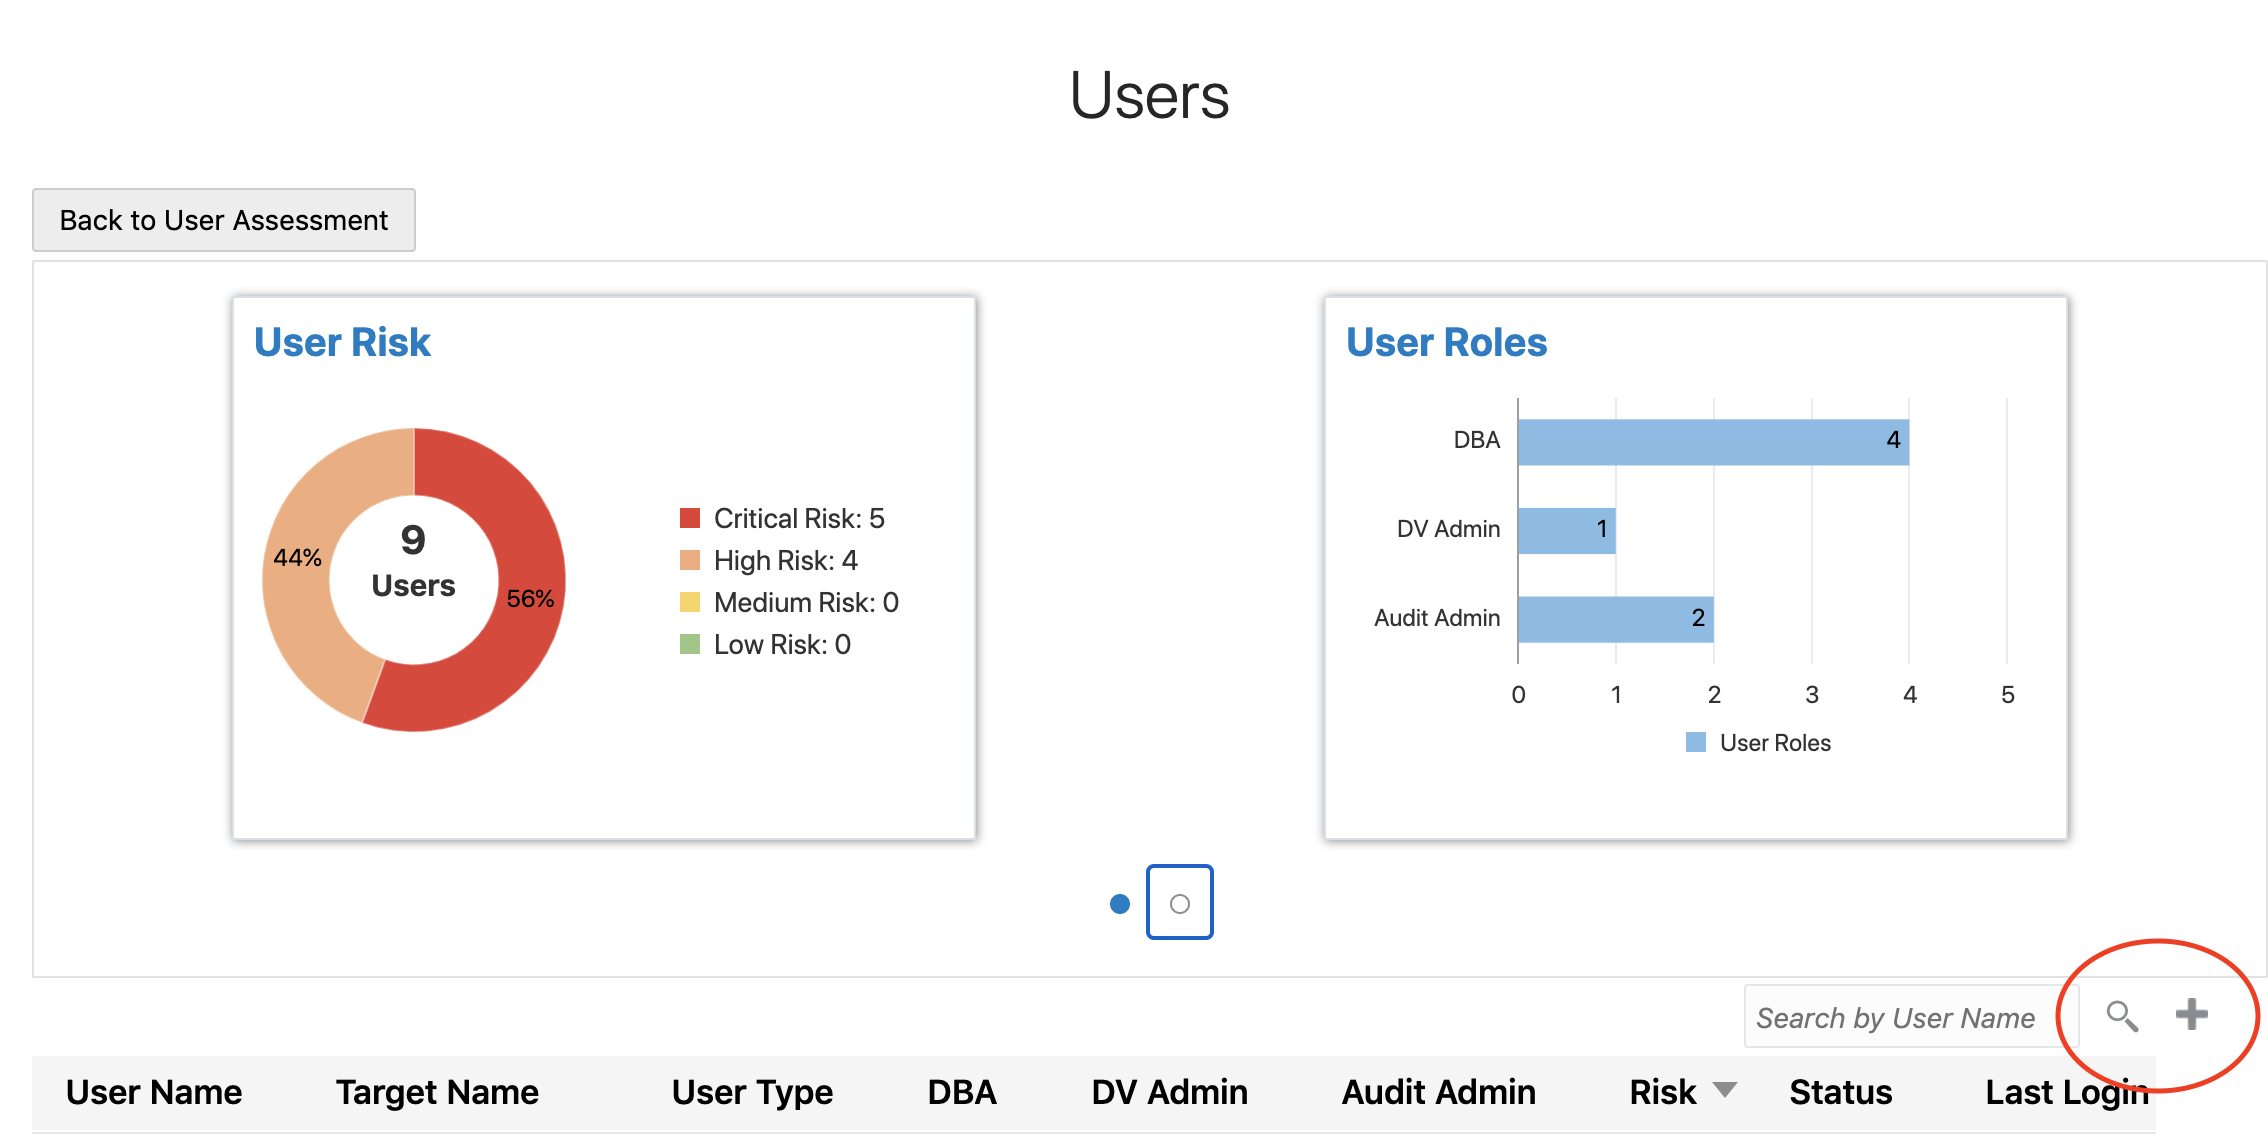 Users
Back to User Assessment
User Risk
9
Users
44%
56%
Critical Risk: 5
High Risk: 4
Medium Risk: 0
Low Risk: 0
User Roles
DBA
4
DV Admin
1
Audit Admin
2
0 1 2 3 4 5
User Roles
Search by User Name
User Name Target Name User Type DBA DV Admin Audit Admin Risk Status Last Login